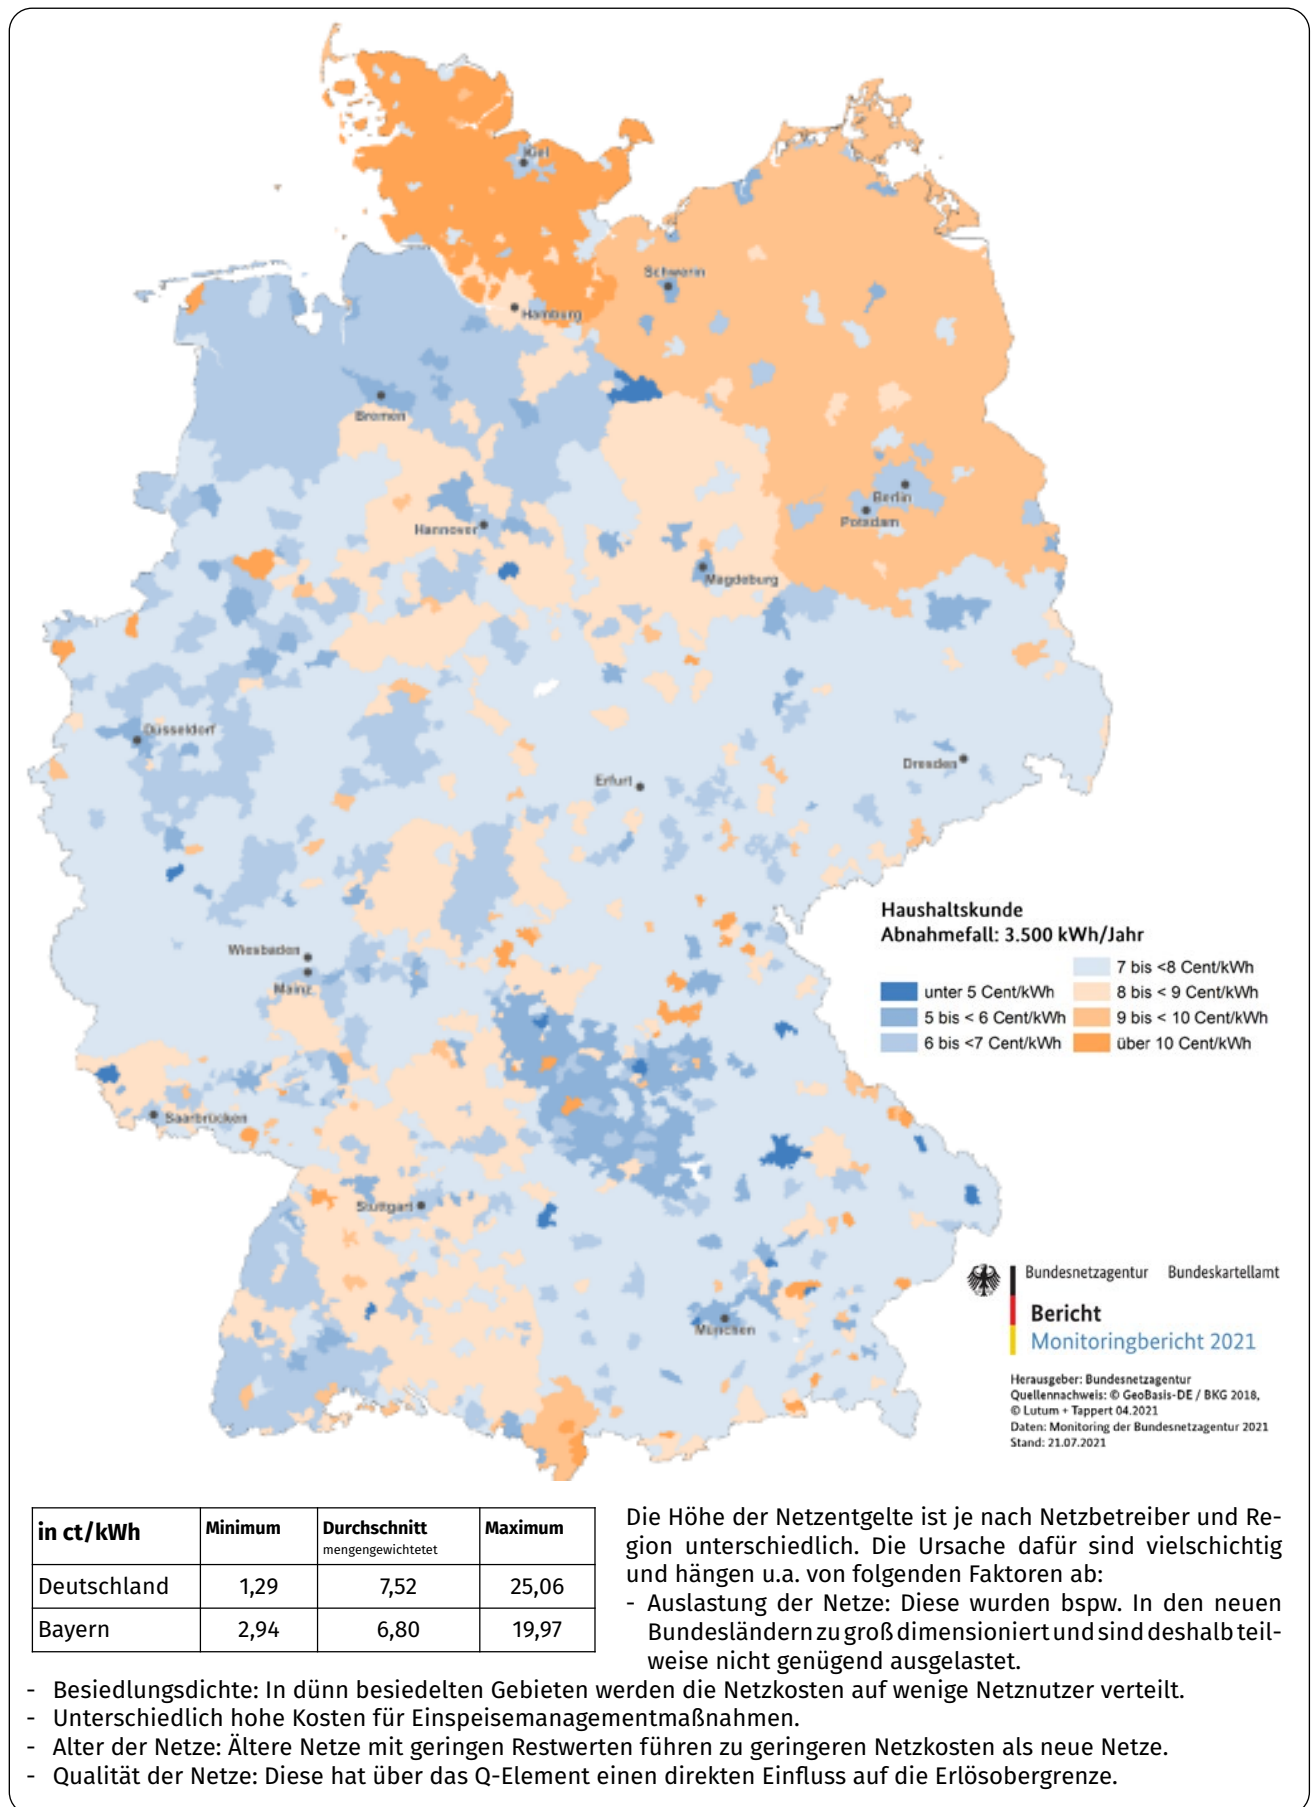 Kiel
Schwerin
Hamburg
Bremen
Berlin
Potsdam
Hannover
Magdeburg
Düsseldorf
Dresden
Erfurt
Haushaltskunde
Abnahmefall: 3.500 kWh/Jahr
unter 5 Cent/kWh
5 bis < 6 Cent/kWh
6 bis <7 Cent/kWh
7 bis <8 Cent/kWh
8 bis < 9 Cent/kWh
9 bis < 10 Cent/kWh
über 10 Cent/kWh
Wiesbaden
Mainz
Saarbrücken
Stuttgart
München
Bundesnetzagentur Bundeskartellamt
Bericht
Monitoringbericht 2021
Herausgeber: Bundesnetzagentur
Quellennachweis: © GeoBasis-DE / BKG 2018,
© Lutum + Tappert 04.2021
Daten: Monitoring der Bundesnetzagentur 2021
Stand: 21.07.2021
in ct/kWh Minimum Durchschnitt Maximum
mengengewichtetet
Deutschland 1,29 7,52 25,06
Bayern 2,94 6,80 19,97
Die Höhe der Netzentgelte ist je nach Netzbetreiber und Re-
gion unterschiedlich. Die Ursache dafür sind vielschichtig
und hängen u.a. von folgenden Faktoren ab:
- Auslastung der Netze: Diese wurden bspw. In den neuen
Bundesländern zu groß dimensioniert und sind deshalb teil-
weise nicht genügend ausgelastet.
- Besiedlungsdichte: In dünn besiedelten Gebieten werden die Netzkosten auf wenige Netznutzer verteilt.
- Unterschiedlich hohe Kosten für Einspeisemanagementmaßnahmen.
- Alter der Netze: Ältere Netze mit geringen Restwerten führen zu geringeren Netzkosten als neue Netze.
- Qualität der Netze: Diese hat über das Q-Element einen direkten Einfluss auf die Erlösobergrenze.